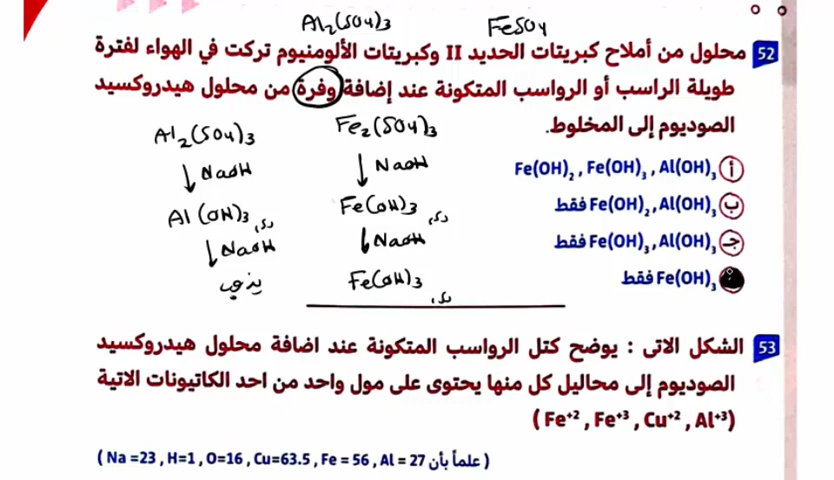 Al₂(SO₄)₃ FeSO₄
52 محلول من أملاح كبريتات الحديد II وكبريتات الألومنيوم تركت في الهواء لفترة
طويلة الراسب أو الرواسب المتكونة عند إضافة وفرة من محلول هيدروكسيد
الصوديوم إلى المخلوط.
Al₂(SO₄)₃ Fe₂(SO₄)₃
↓ NaOH ↓ NaOH
Al(OH)₃ Fe(OH)₃
↓ NaOH ↓ NaOH
يذوب Fe(OH)₃
أ Fe(OH)₂ , Fe(OH)₃ , Al(OH)₃
ب Fe(OH)₂ , Al(OH)₃ فقط
جـ Fe(OH)₃ , Al(OH)₃ فقط
Fe(OH)₃ فقط
53 الشكل الاتى : يوضح كتل الرواسب المتكونة عند اضافة محلول هيدروكسيد
الصوديوم إلى محاليل كل منها يحتوى على مول واحد من احد الكاتيونات الاتية
(Fe⁺² , Fe⁺³ , Cu⁺² , Al⁺³)
( علماً بأن Na =23 , H=1 , O=16 , Cu=63.5 , Fe = 56 , Al = 27 )